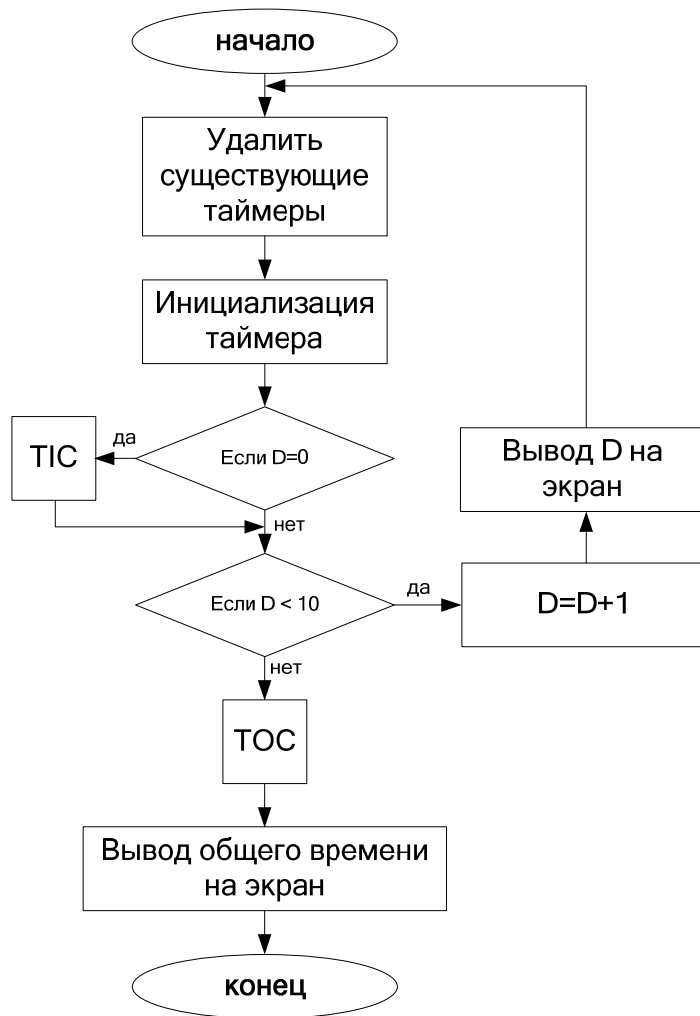 начало
Удалить
существующие
таймеры
Инициализация
таймера
Если D=0
да
TIC
нет
Если D < 10
да
D=D+1
Вывод D на
экран
нет
TOC
Вывод общего времени
на экран
конец